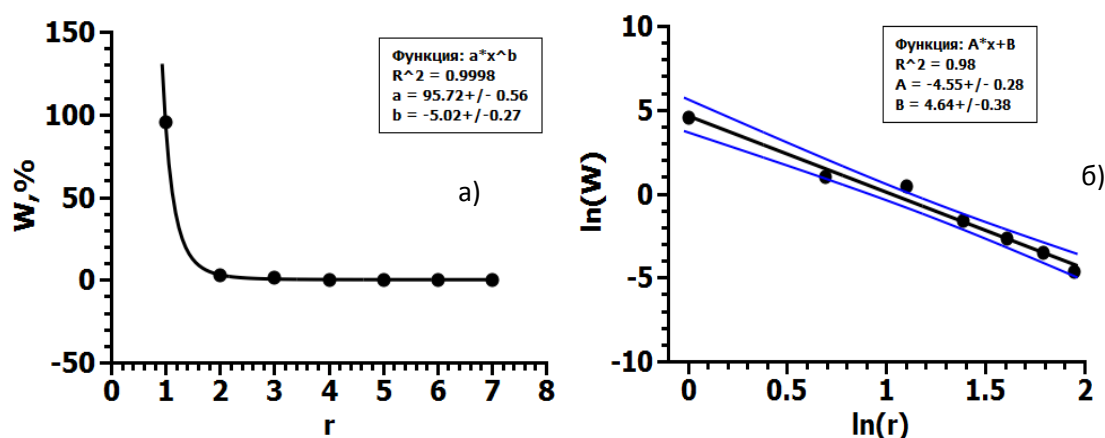 150
100
50
0
-50
W,%
0 1 2 3 4 5 6 7 8
r
Функция: a*x^b
R^2 = 0.9998
a = 95.72+/- 0.56
b = -5.02+/-0.27
а)
10
5
0
-5
-10
ln(W)
0 0.5 1 1.5 2
ln(r)
Функция: A*x+B
R^2 = 0.98
A = -4.55+/- 0.28
B = 4.64+/-0.38
б)